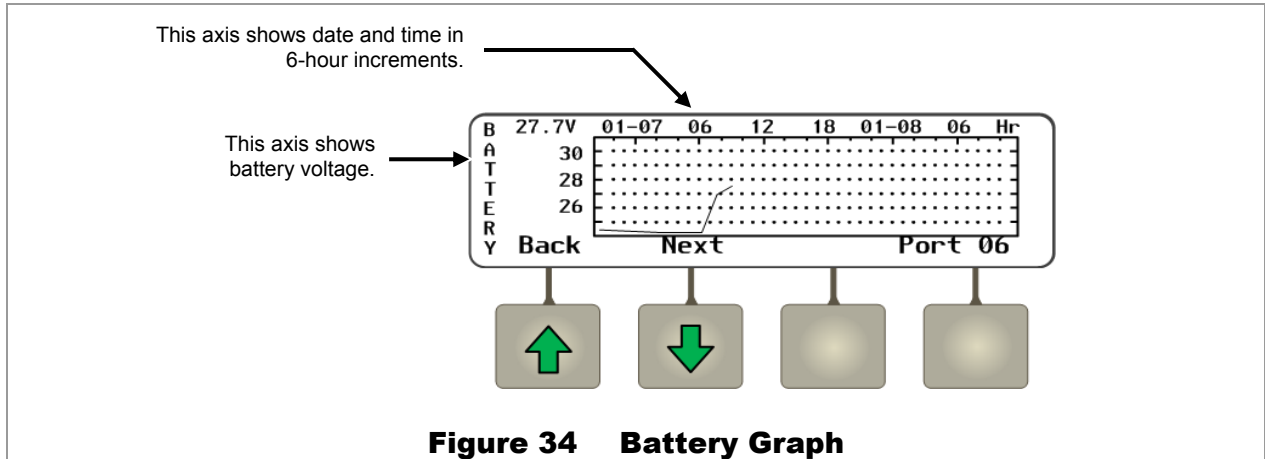 This axis shows date and time in
6-hour increments.
This axis shows
battery voltage.
BATTERY
27.7V 01-07 06 12 18 01-08 06 Hr
30
28
26
Back Next Port 06
Figure 34 Battery Graph